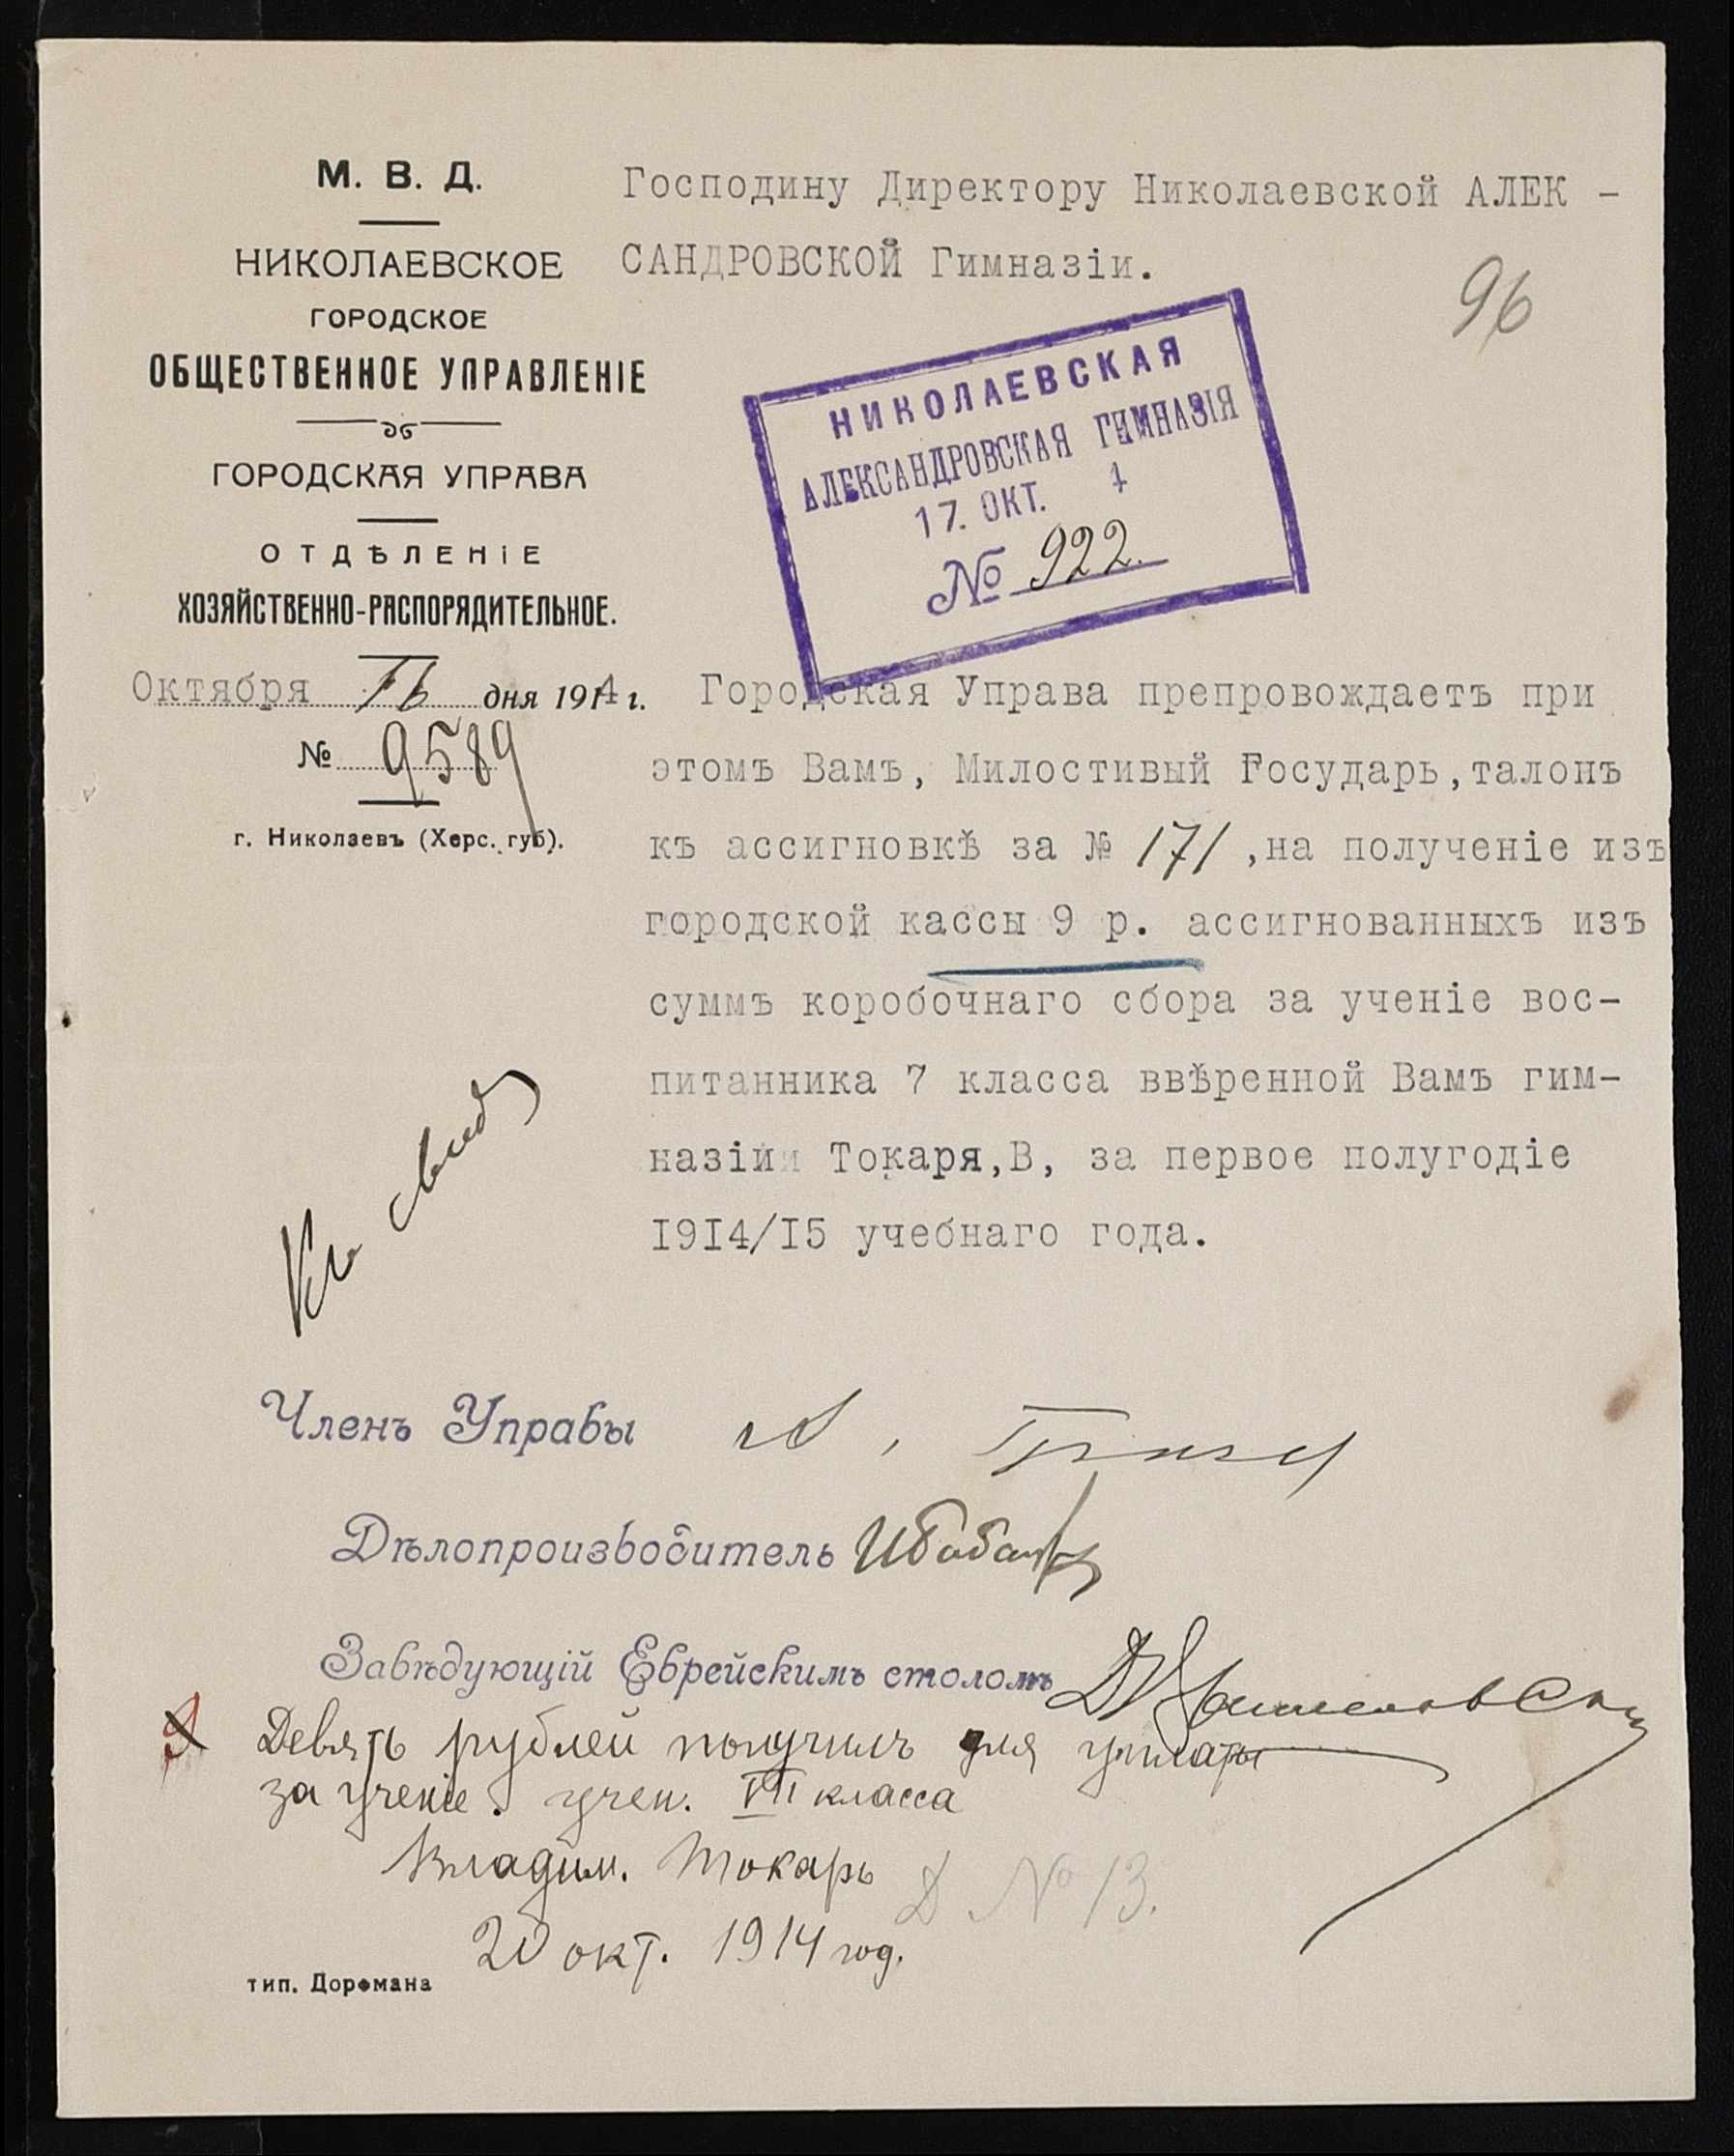 М. В. Д.
НИКОЛАЕВСКОЕ
ГОРОДСКОЕ
ОБЩЕСТВЕННОЕ УПРАВЛЕНІЕ
ГОРОДСКАЯ УПРАВА
ОТДѢЛЕНІЕ
ХОЗЯЙСТВЕННО-РАСПОРЯДИТЕЛЬНОЕ.
Октября 16 дня 1914 г.
№ 9589
г. Николаевъ (Херс. губ).
Господину Директору Николаевской АЛЕК -
САНДРОВСКОЙ Гимназіи.
96
НИКОЛАЕВСКАЯ
АЛЕКСАНДРОВСКАЯ ГИМНАЗІЯ
17. ОКТ. 4
№ 922.
Городская Управа препровождаетъ при
этомъ Вамъ, Милостивый Государь, талонъ
къ ассигновкѣ за № 171 ,на полученіе изъ
городской кассы 9 р. ассигнованныхъ изъ
суммъ коробочнаго сбора за ученіе вос-
питанника 7 класса ввѣренной Вамъ гим-
назіи Токаря,В, за первое полугодіе
1914/15 учебнаго года.
Къ
Членъ Управы
Дѣлопроизводитель
Завѣдующій Еврейскимъ столомъ
9 Девять рублей получилъ для уплаты
за ученіе. учен. VII класса
Владим. Токарь
№ 13.
20 окт. 1914 год.
тип. Дорфмана